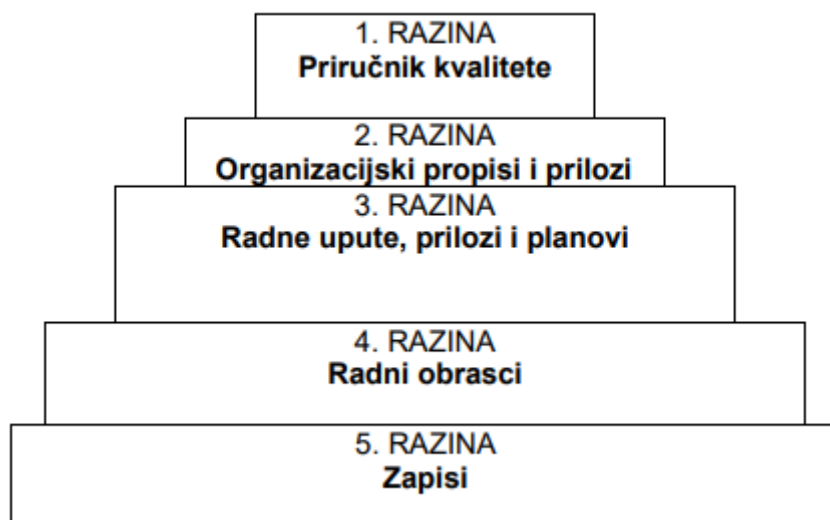 1. RAZINA
Priručnik kvalitete
2. RAZINA
Organizacijski propisi i prilozi
3. RAZINA
Radne upute, prilozi i planovi
4. RAZINA
Radni obrasci
5. RAZINA
Zapisi